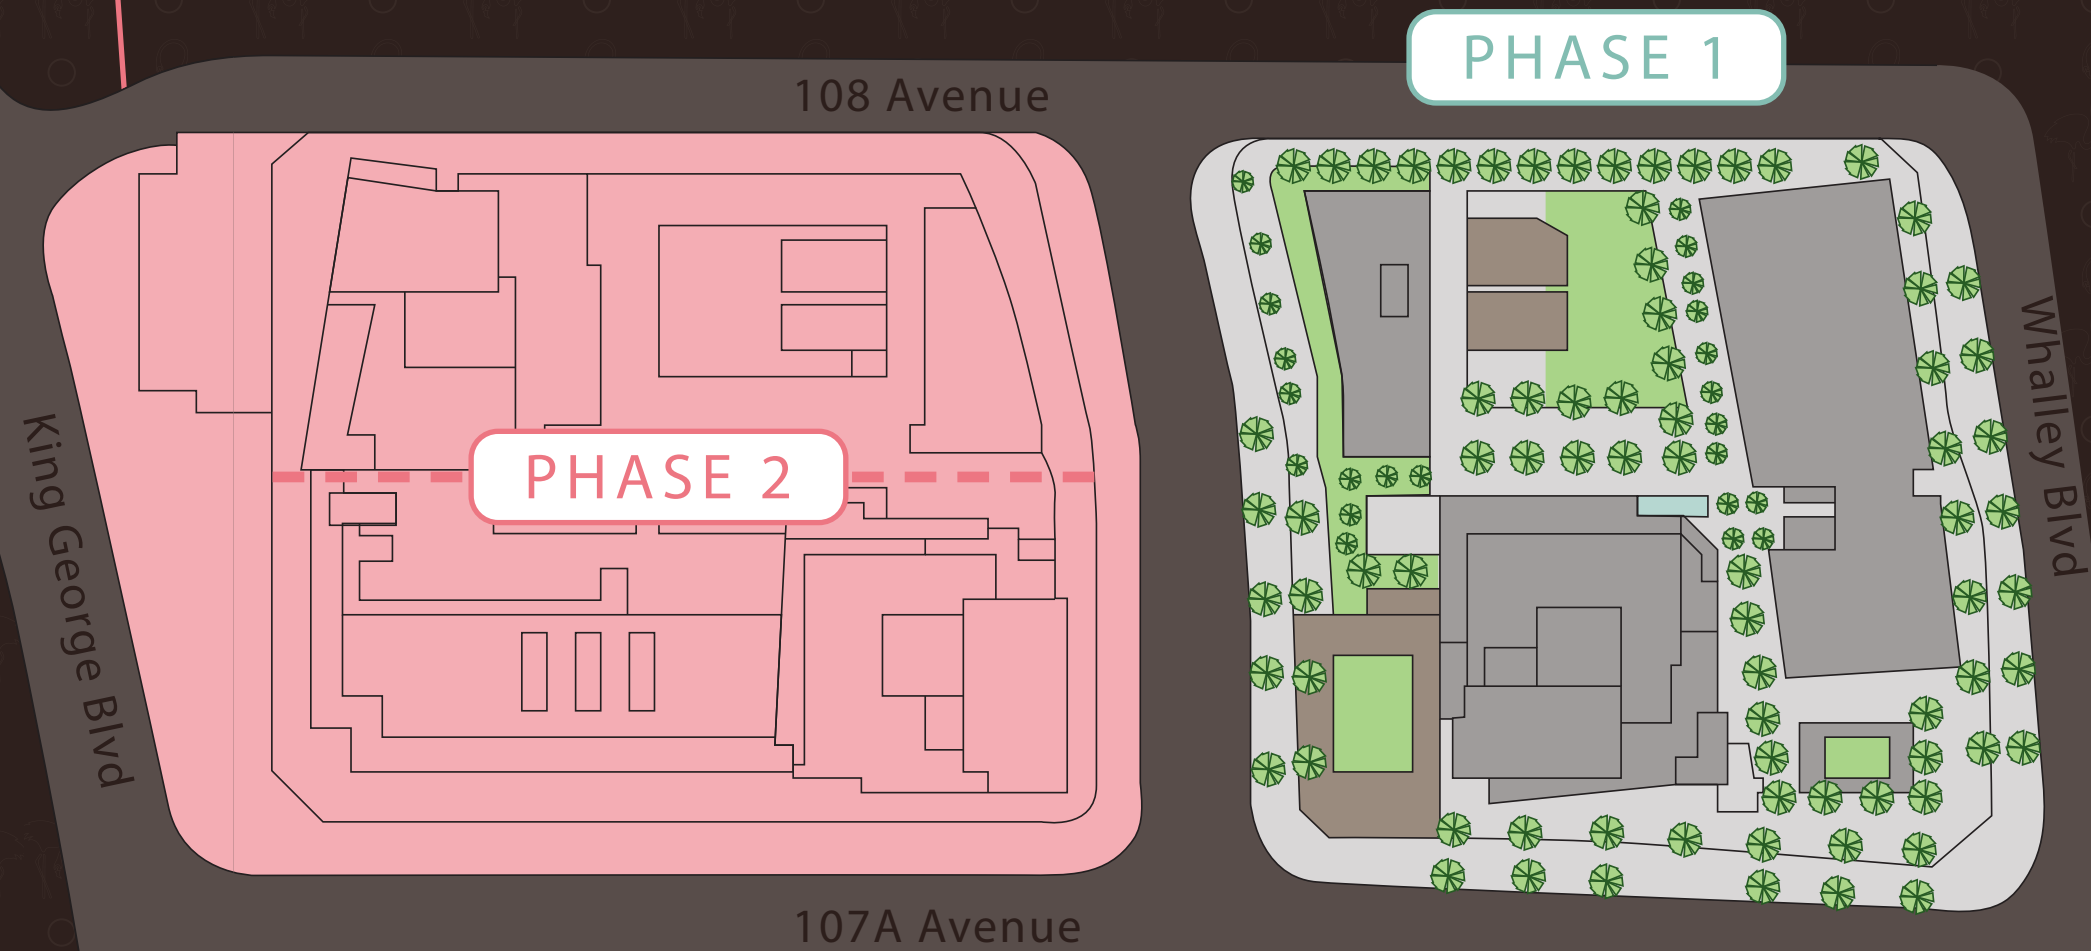 PHASE 1
108 Avenue
Whalley Blvd
King George Blvd
PHASE 2
107A Avenue